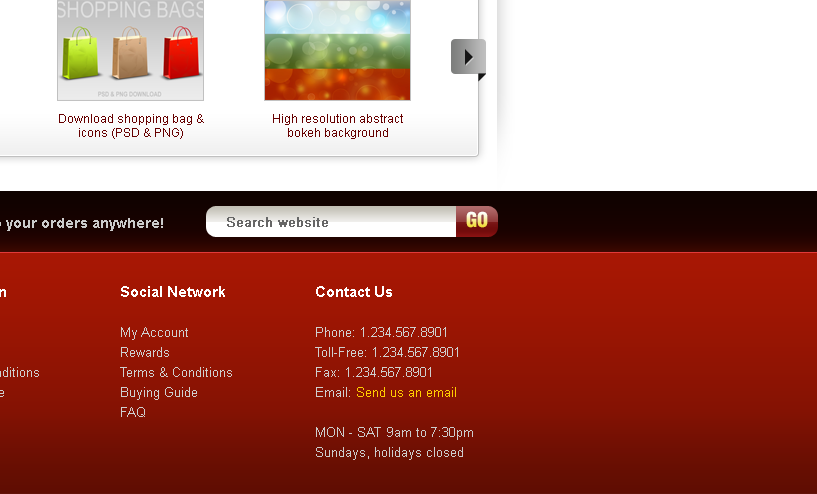 SHOPPING BAGS
PSD & PNG DOWNLOAD
Download shopping bag &
icons (PSD & PNG)
High resolution abstract
bokeh background
your orders anywhere!
Search website
GO
Social Network
My Account
Rewards
Terms & Conditions
Buying Guide
FAQ
Contact Us
Phone: 1.234.567.8901
Toll-Free: 1.234.567.8901
Fax: 1.234.567.8901
Email: Send us an email
MON - SAT 9am to 7:30pm
Sundays, holidays closed